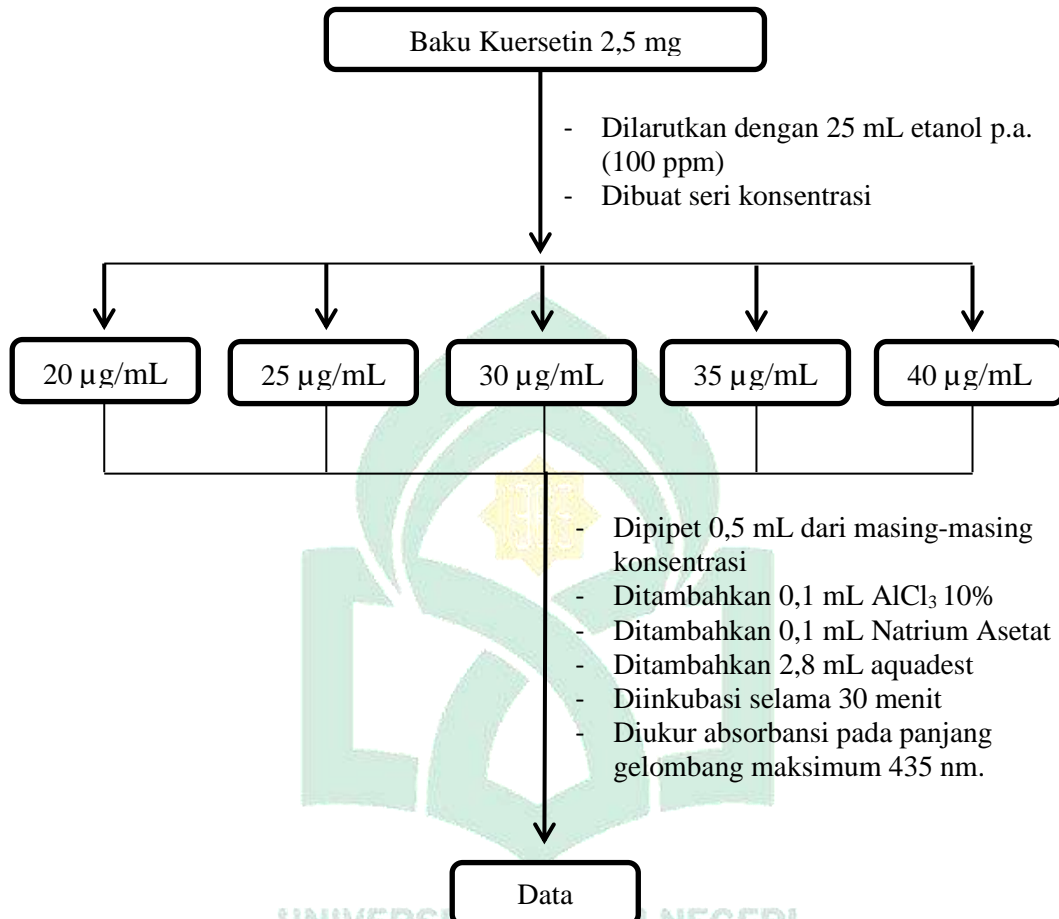 Baku Kuersetin 2,5 mg
- Dilarutkan dengan 25 mL etanol p.a.
(100 ppm)
- Dibuat seri konsentrasi
20 µg/mL
25 µg/mL
30 µg/mL
35 µg/mL
40 µg/mL
- Dipipet 0,5 mL dari masing-masing
konsentrasi
- Ditambahkan 0,1 mL AlCl₃ 10%
- Ditambahkan 0,1 mL Natrium Asetat
- Ditambahkan 2,8 mL aquadest
- Diinkubasi selama 30 menit
- Diukur absorbansi pada panjang
gelombang maksimum 435 nm.
Data